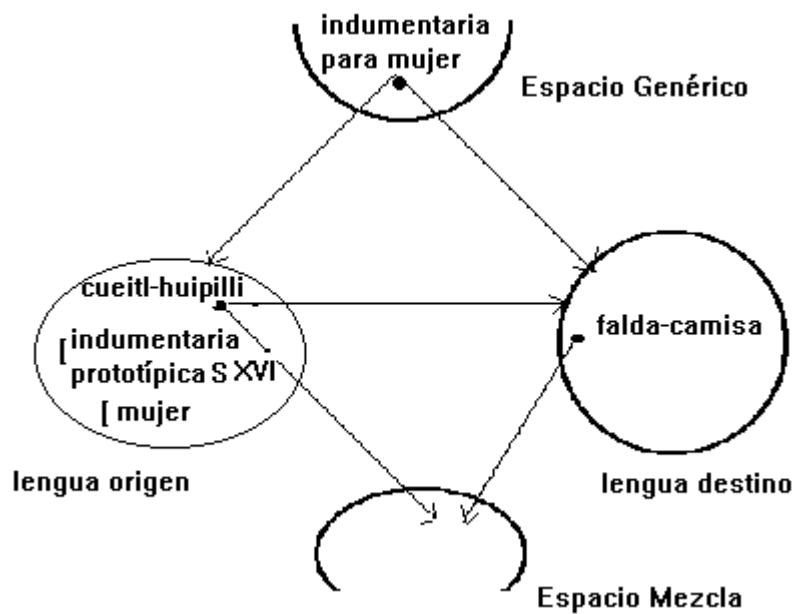 indumentaria
para mujer
Espacio Genérico
cueitl-huipilli
[indumentaria
prototípica S XVI
[ mujer
falda-camisa
lengua origen
lengua destino
Espacio Mezcla